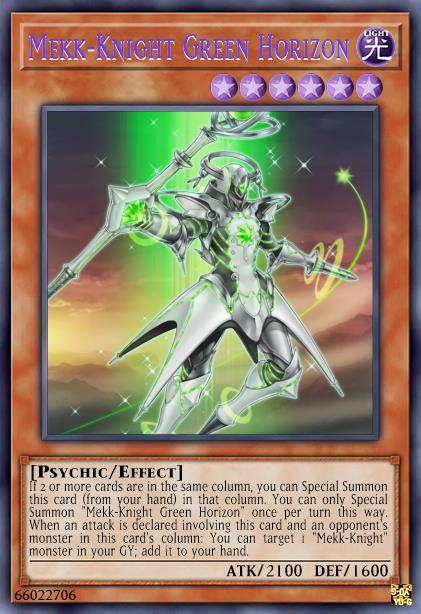 Mekk-Knight Green Horizon
LIGHT
光
[Psychic/Effect]
If 2 or more cards are in the same column, you can Special Summon
this card (from your hand) in that column. You can only Special
Summon "Mekk-Knight Green Horizon" once per turn this way.
When an attack is declared involving this card and an opponent's
monster in this card's column: You can target 1 "Mekk-Knight"
monster in your GY; add it to your hand.
ATK/2100 DEF/1600
66022706